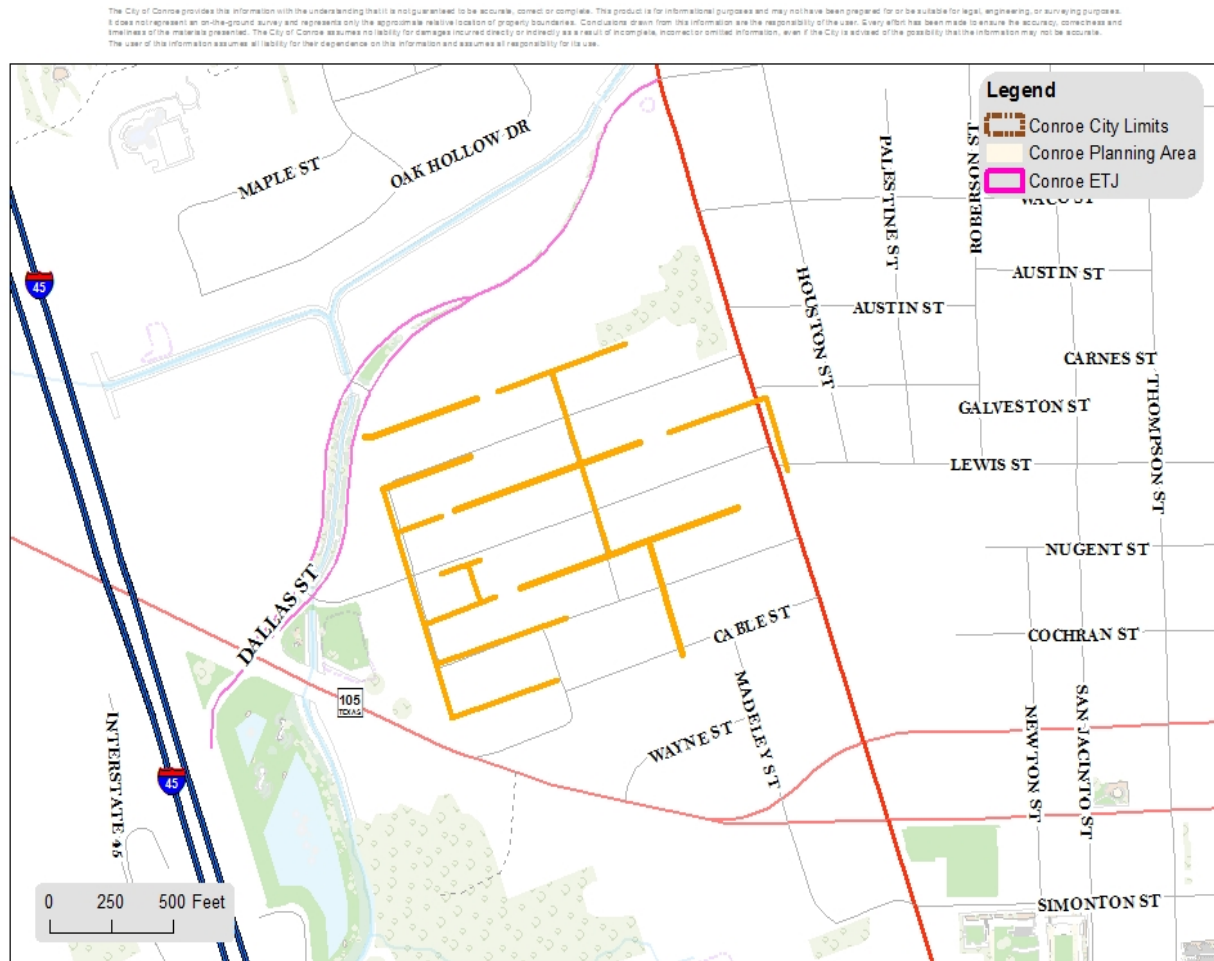 The City of Conroe provides this information with the understanding that it is not guaranteed to be accurate, correct or complete. This product is for informational purposes and may not have been prepared for or be suitable for legal, engineering, or surveying purposes.
It does not represent an on-the-ground survey and represents only the approximate relative location of property boundaries. Conclusions drawn from this information are the responsibility of the user. Every effort has been made to ensure the accuracy, correctness and
timeliness of the materials presented. The City of Conroe assumes no liability for damages incurred directly or indirectly as a result of incomplete, incorrect or omitted information, even if the City is advised of the possibility that the information may not be accurate.
The user of this information assumes all liability for their dependence on this information and assumes all responsibility for its use.
Legend
Conroe City Limits
Conroe Planning Area
Conroe ETJ
MAPLE ST
OAK HOLLOW DR
PALESTINE ST
ROBERSON ST
WACO ST
45
HOUSTON ST
AUSTIN ST
AUSTIN ST
CARNES ST
THOMPSON ST
GALVESTON ST
LEWIS ST
NUGENT ST
DALLAS ST
CABLE ST
COCHRAN ST
105
TEXAS
MADELEY ST
WAYNE ST
NEWTON ST
SAN JACINTO ST
INTERSTATE 45
45
SIMONTON ST
0 250 500 Feet